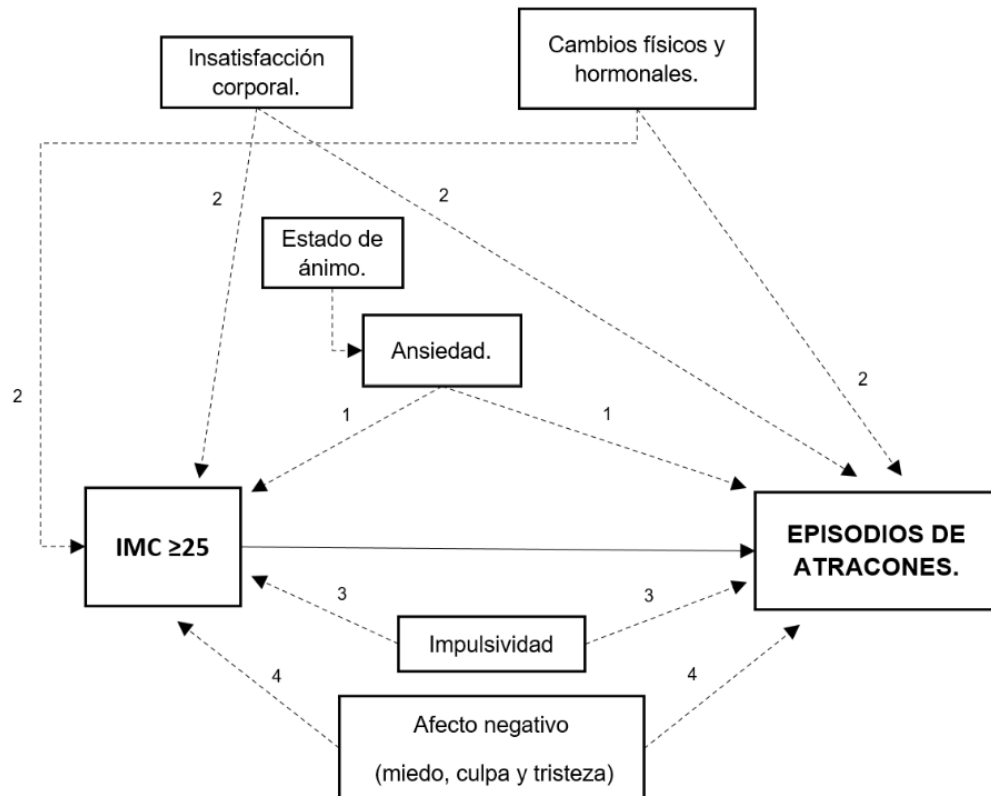 Insatisfacción
corporal.
Cambios físicos y
hormonales.
2
2
Estado de
ánimo.
Ansiedad.
2
2
1
1
IMC ≥25
EPISODIOS DE
ATRACONES.
3
3
Impulsividad
4
4
Afecto negativo
(miedo, culpa y tristeza)